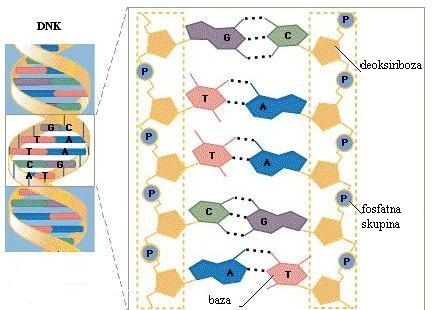 DNK
G C
T A
T A
C G
A T
P P
G C
deoksiriboza
P P
T A
P P
T A
P P
C G
fosfatna
skupina
P P
A T
baza